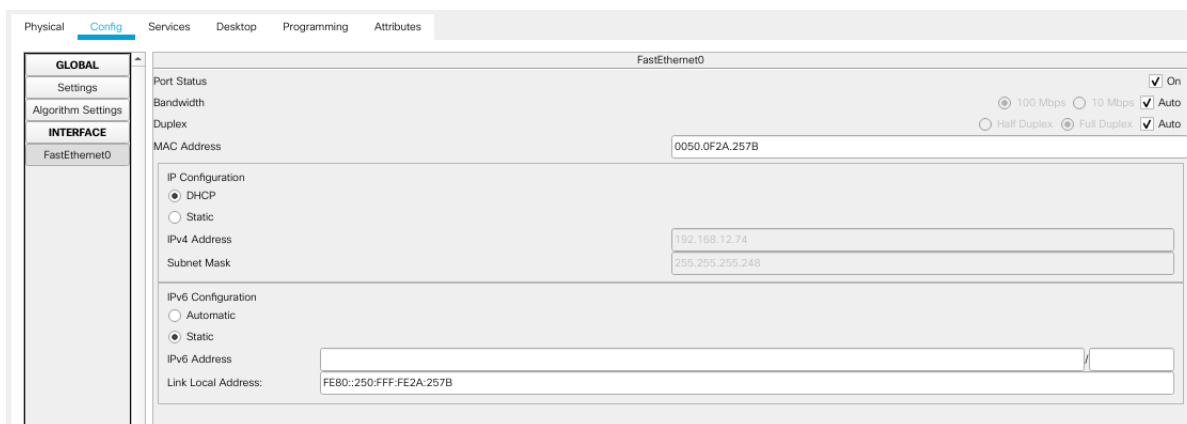 Physical Config Services Desktop Programming Attributes
GLOBAL
Settings
Algorithm Settings
INTERFACE
FastEthernet0
FastEthernet0
Port Status On
Bandwidth 100 Mbps 10 Mbps Auto
Duplex Half Duplex Full Duplex Auto
MAC Address 0050.0F2A.257B
IP Configuration
DHCP
Static
IPv4 Address 192.168.12.74
Subnet Mask 255.255.255.248
IPv6 Configuration
Automatic
Static
IPv6 Address /
Link Local Address: FE80::250:FFF:FE2A:257B